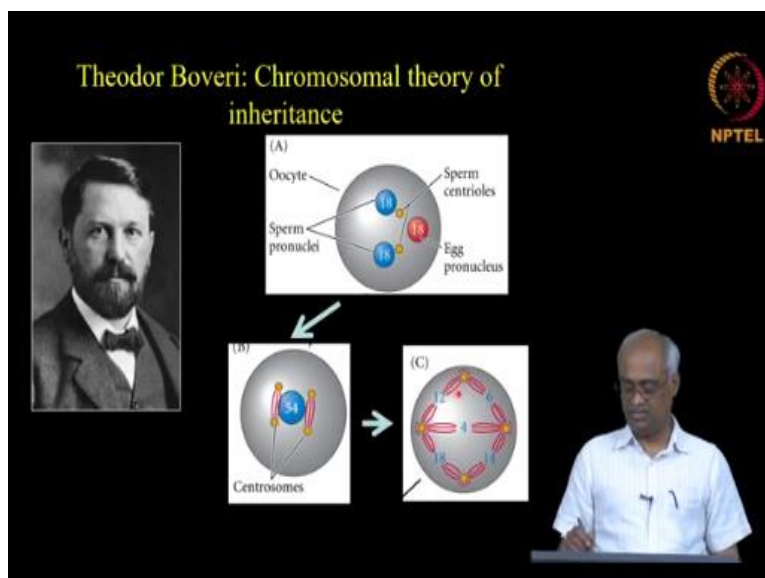 Theodor Boveri: Chromosomal theory of
inheritance
NPTEL
(A)
Oocyte
Sperm
centrioles
18
18
18
Sperm
pronuclei
Egg
pronucleus
(B)
54
Centrosomes
(C)
12
6
4
18
14